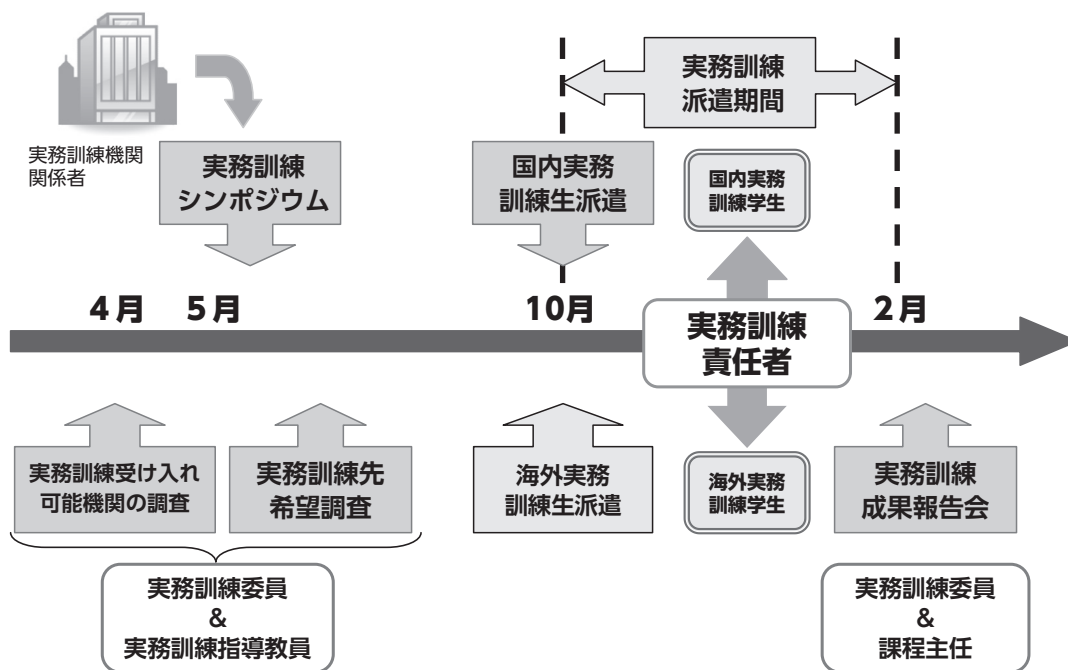 実務訓練
派遣期間
実務訓練機関
関係者
実務訓練
シンポジウム
国内実務
訓練生派遣
国内実務
訓練学生
4月
5月
10月
2月
実務訓練
責任者
実務訓練受け入れ
可能機関の調査
実務訓練先
希望調査
海外実務
訓練生派遣
海外実務
訓練学生
実務訓練
成果報告会
実務訓練委員
&
実務訓練指導教員
実務訓練委員
&
課程主任